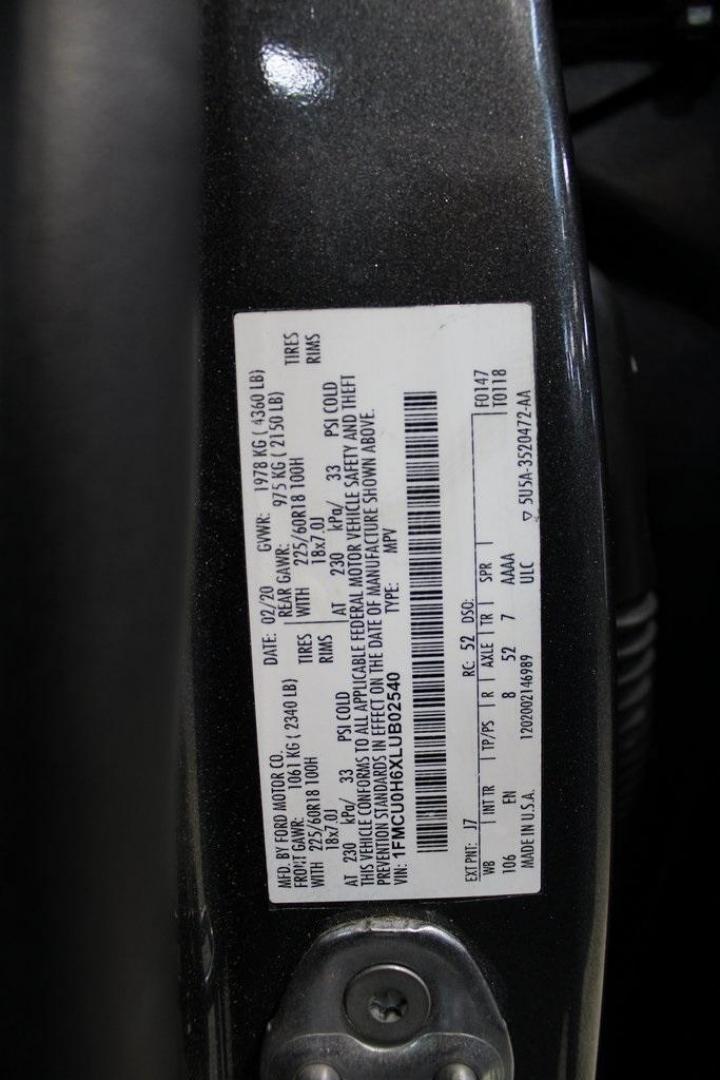 MFD. BY FORD MOTOR CO.
DATE: 02/20 GVWR: 1978 KG ( 4360 LB)
FRONT GAWR: 1061 KG ( 2340 LB) REAR GAWR: 975 KG ( 2150 LB)
WITH 225/60R18 100H TIRES WITH 225/60R18 100H TIRES
18x7.0J RIMS 18x7.0J RIMS
AT 230 kPa/ 33 PSI COLD AT 230 kPa/ 33 PSI COLD
THIS VEHICLE CONFORMS TO ALL APPLICABLE FEDERAL MOTOR VEHICLE SAFETY AND THEFT
PREVENTION STANDARDS IN EFFECT ON THE DATE OF MANUFACTURE SHOWN ABOVE.
VIN: 1FMCU0H6XLUB02540 TYPE: MPV
EXT PNT: J7 RC: 52 DSO: F0147
WB INT TR TP/PS R AXLE TR SPR T0118
106 EN 8 52 7 AAAA
MADE IN U.S.A. 1202002146989 ULC ▽ 5U5A-3520472-AA